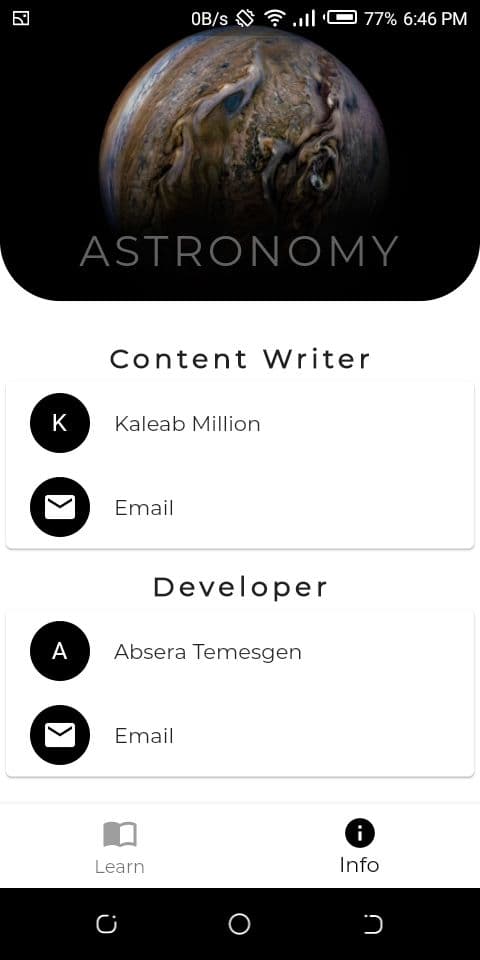 0B/s 77% 6:46 PM
ASTRONOMY
Content Writer
K Kaleab Million
Email
Developer
A Absera Temesgen
Email
Learn Info